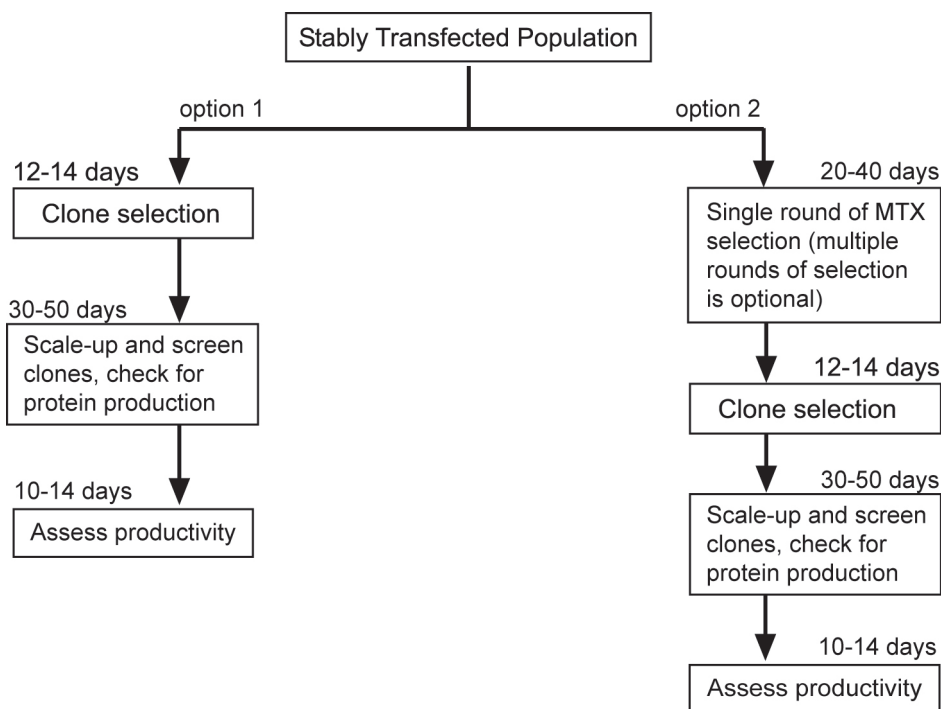 Stably Transfected Population
option 1
12-14 days
Clone selection
30-50 days
Scale-up and screen
clones, check for
protein production
10-14 days
Assess productivity
option 2
20-40 days
Single round of MTX
selection (multiple
rounds of selection
is optional)
12-14 days
Clone selection
30-50 days
Scale-up and screen
clones, check for
protein production
10-14 days
Assess productivity